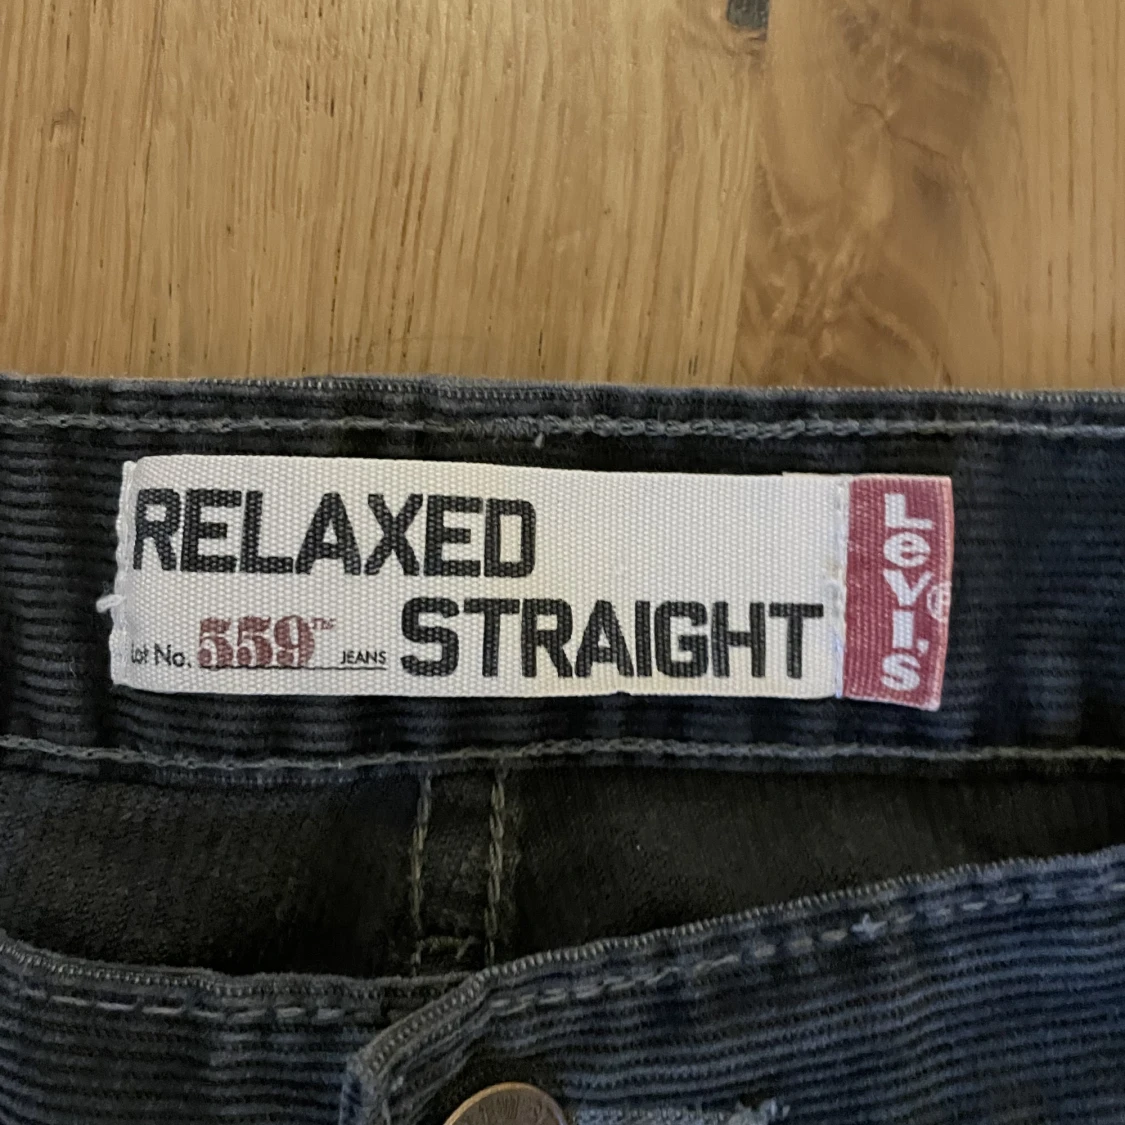 RELAXED
Lot No. 559™ JEANS STRAIGHT
Levi's®